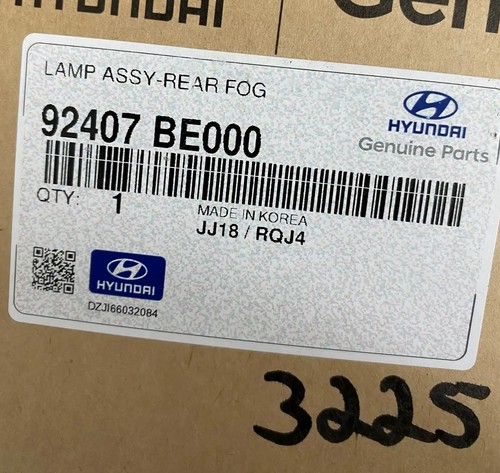 HYUNDAI Gen
LAMP ASSY-REAR FOG
HYUNDAI
Genuine Parts
92407 BE000
QTY: 1
MADE IN KOREA
JJ18 / RQJ4
HYUNDAI
DZJI66032084
3225